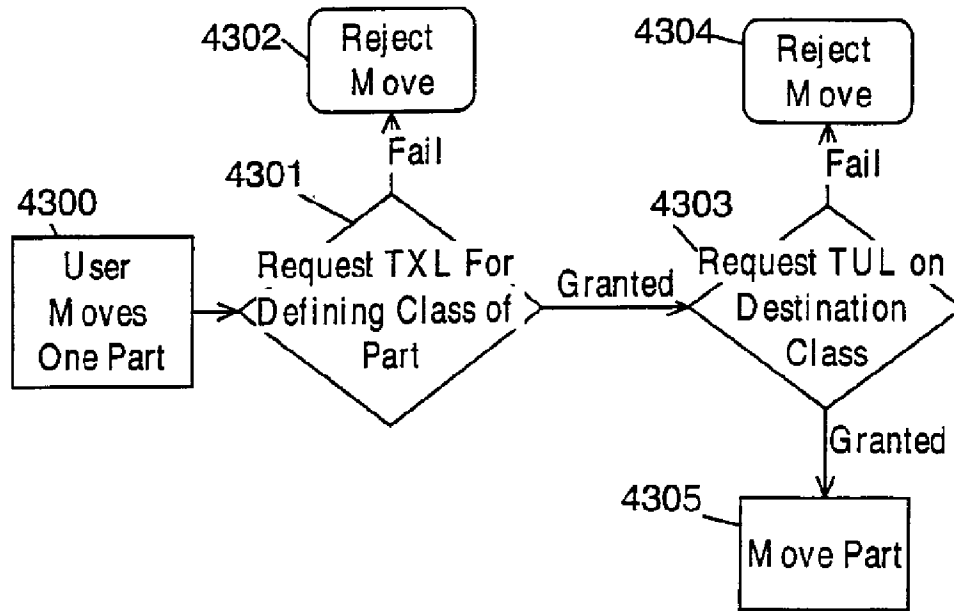 4302
Reject
Move
Fail
4304
Reject
Move
Fail
4300
User
Moves
One Part
4301
Request TXL For
Defining Class of
Part
Granted
4303
Request TUL on
Destination
Class
Granted
4305
Move Part